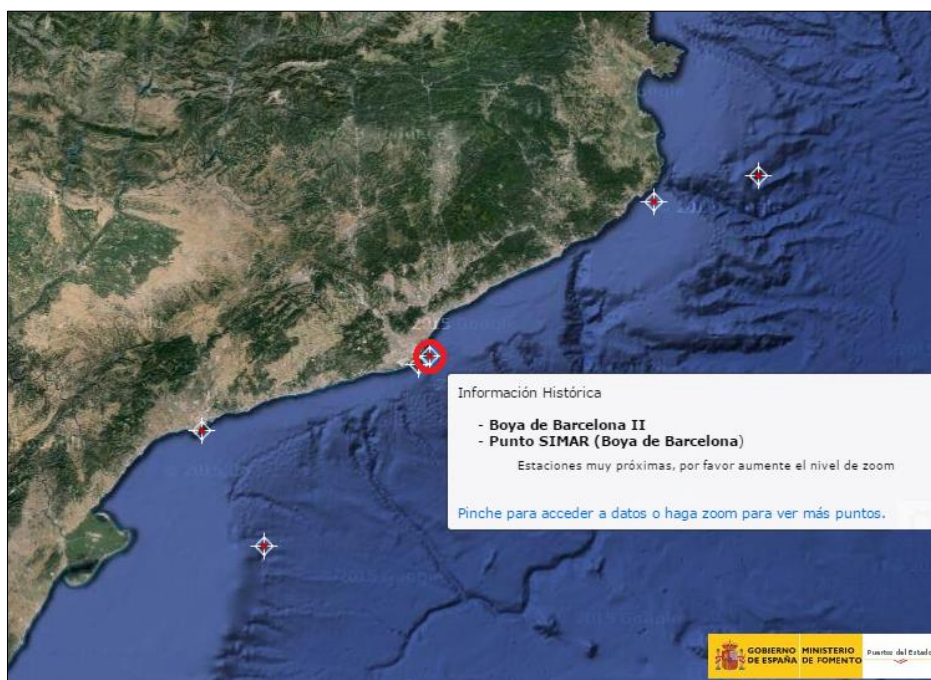 Información Histórica
- Boya de Barcelona II
- Punto SIMAR (Boya de Barcelona)
Estaciones muy próximas, por favor aumente el nivel de zoom
Pinche para acceder a datos o haga zoom para ver más puntos.
GOBIERNO MINISTERIO
DE ESPAÑA DE FOMENTO
Puertos del Estado